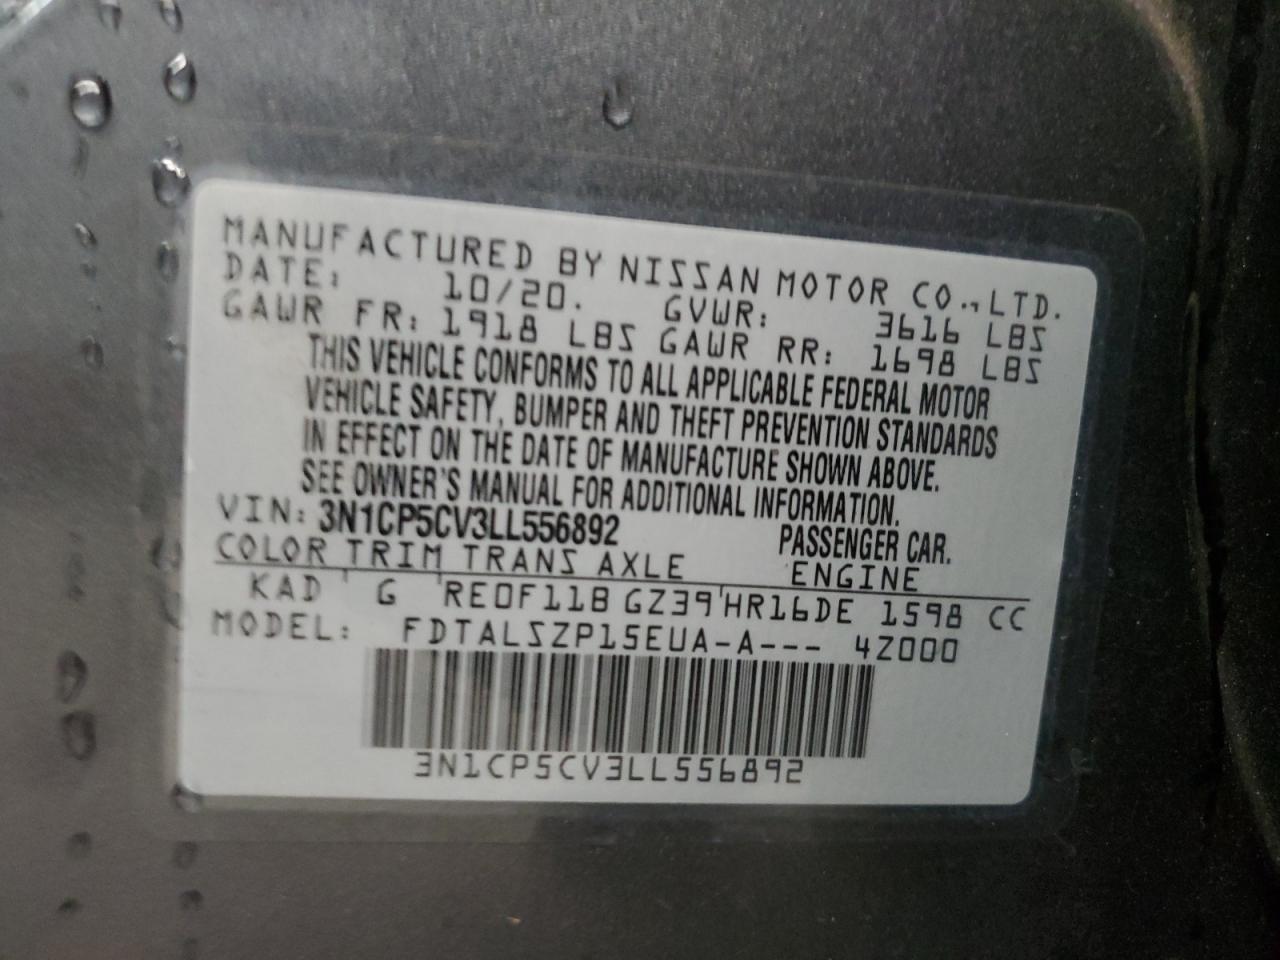 MANUFACTURED BY NISSAN MOTOR CO., LTD.
DATE: 10/20. GVWR: 3616 LBS
GAWR FR: 1918 LBS GAWR RR: 1698 LBS
THIS VEHICLE CONFORMS TO ALL APPLICABLE FEDERAL MOTOR
VEHICLE SAFETY, BUMPER AND THEFT PREVENTION STANDARDS
IN EFFECT ON THE DATE OF MANUFACTURE SHOWN ABOVE.
SEE OWNER'S MANUAL FOR ADDITIONAL INFORMATION.
VIN: 3N1CP5CV3LL556892 PASSENGER CAR.
COLOR TRIM TRANS AXLE ENGINE
KAD G RE0F11B GZ39 HR16DE 1598 CC
MODEL: FDTALSZP15EUA-A--- 4Z000
3N1CP5CV3LL556892